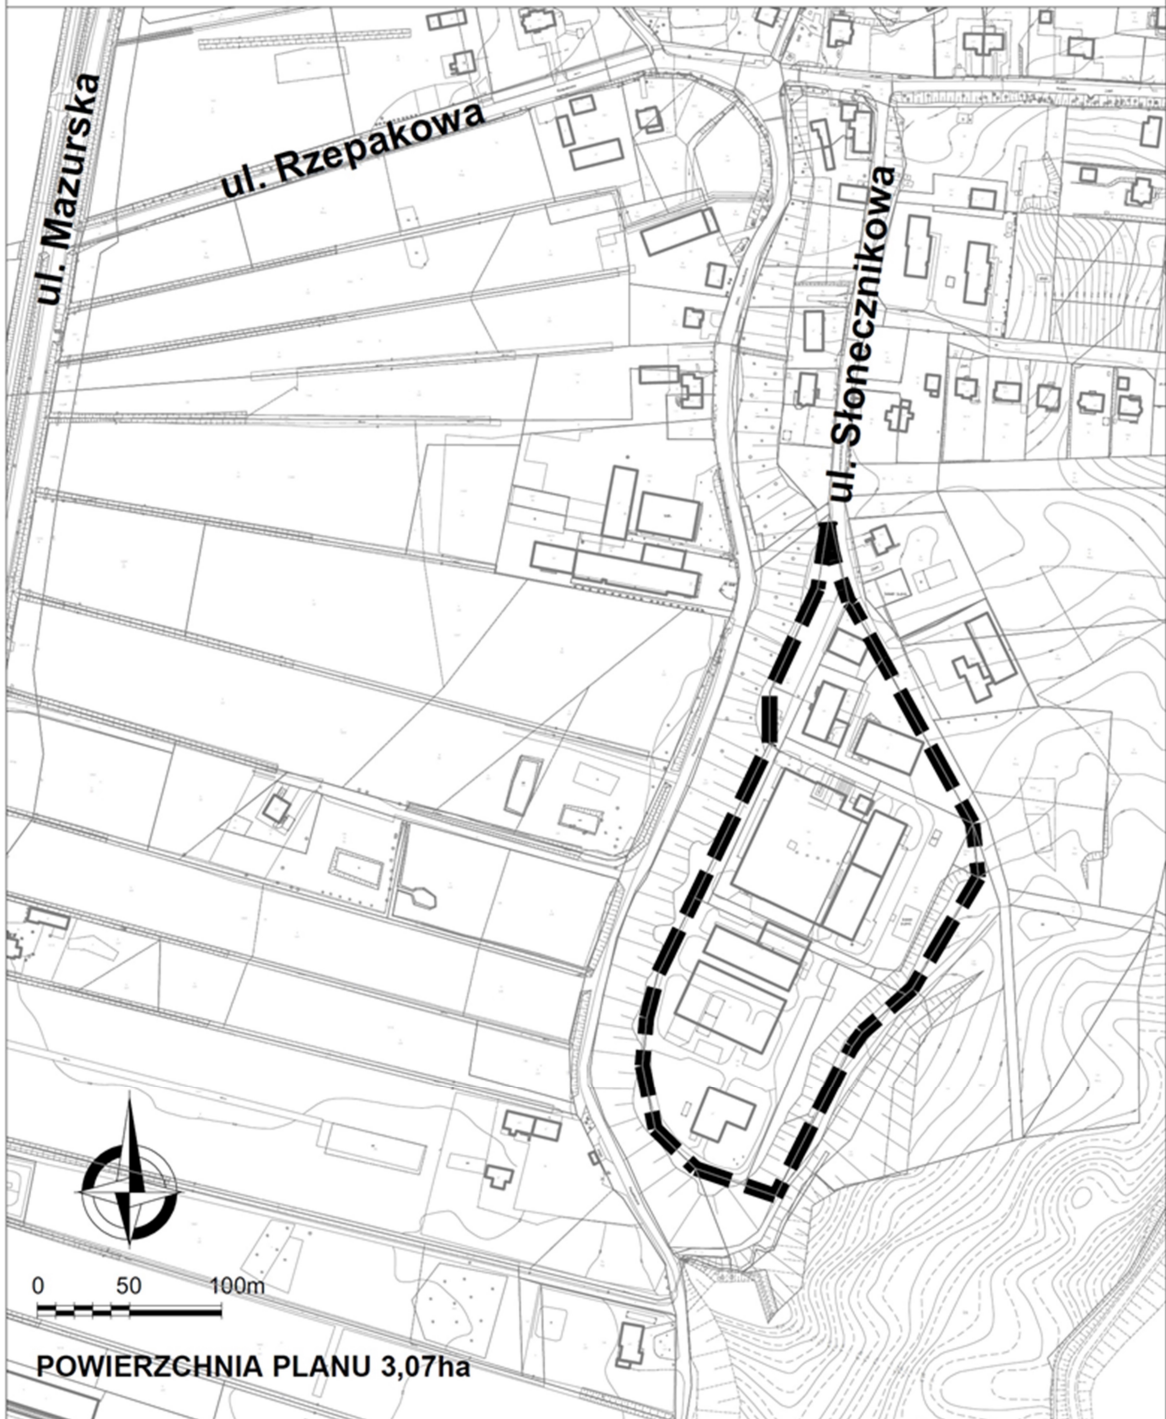 ul. Mazurska
ul. Rzepakowa
ul. Słonecznikowa
0 50 100m
POWIERZCHNIA PLANU 3,07ha